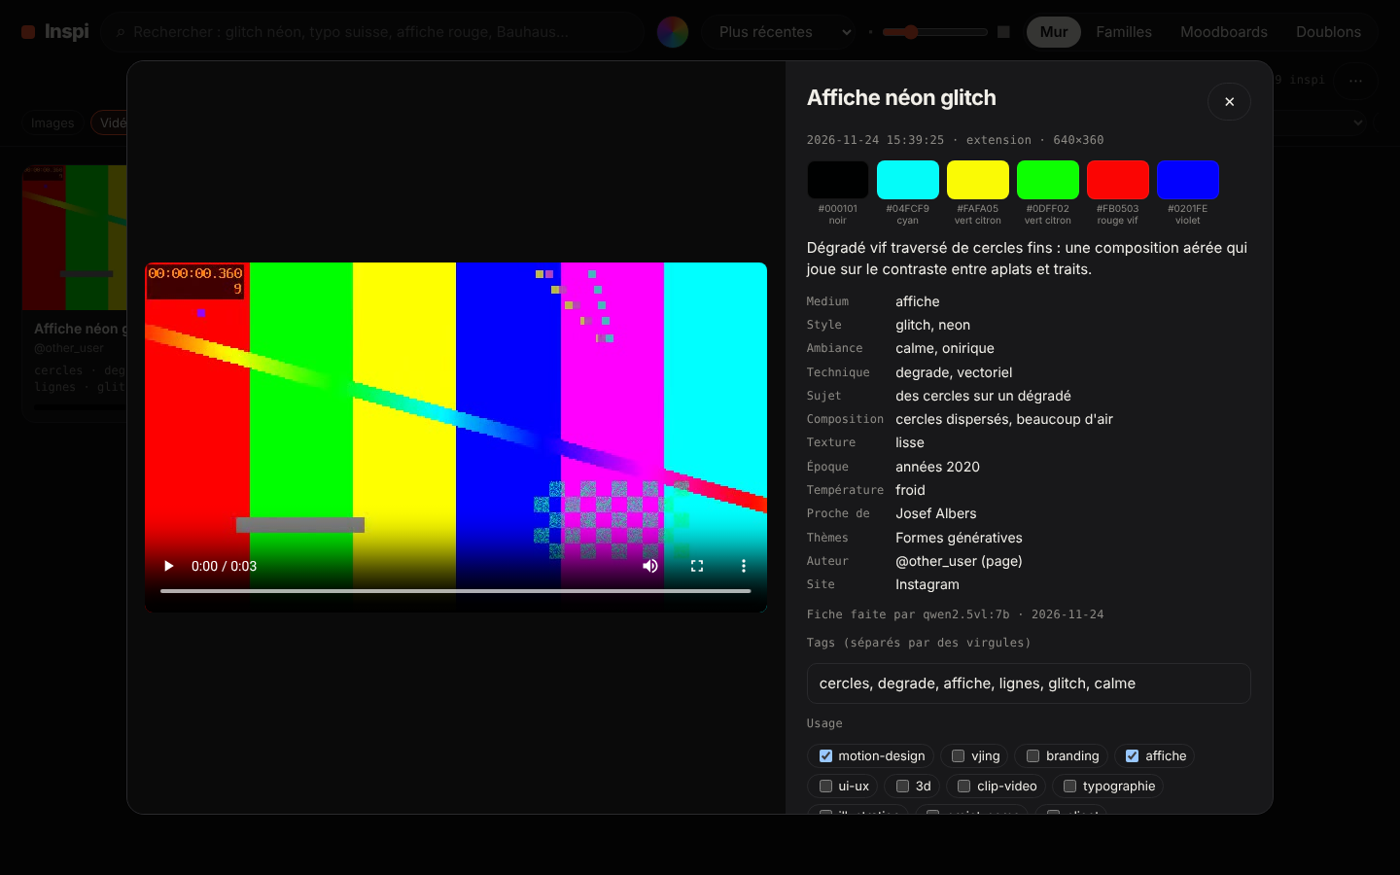 Inspi
Rechercher : glitch néon, typo suisse, affiche rouge, Bauhaus...
Plus récentes
Mur
Familles
Moodboards
Doublons
9 inspi
Images
Vidé
Affiche néon g
@other_user
cercles · deg
lignes · glit
00:00:00.360
9
0:00 / 0:03
Affiche néon glitch
2026-11-24 15:39:25 · extension · 640×360
#000101 #04FCF9 #FAFA05 #0DFF02 #FB0503 #0201FE
noir cyan vert citron vert citron rouge vif violet
Dégradé vif traversé de cercles fins : une composition aérée qui
joue sur le contraste entre aplats et traits.
Medium affiche
Style glitch, neon
Ambiance calme, onirique
Technique degrade, vectoriel
Sujet des cercles sur un dégradé
Composition cercles dispersés, beaucoup d'air
Texture lisse
Époque années 2020
Température froid
Proche de Josef Albers
Thèmes Formes génératives
Auteur @other_user (page)
Site Instagram
Fiche faite par qwen2.5vl:7b · 2026-11-24
Tags (séparés par des virgules)
cercles, degrade, affiche, lignes, glitch, calme
Usage
motion-design vjing branding affiche
ui-ux 3d clip-video typographie